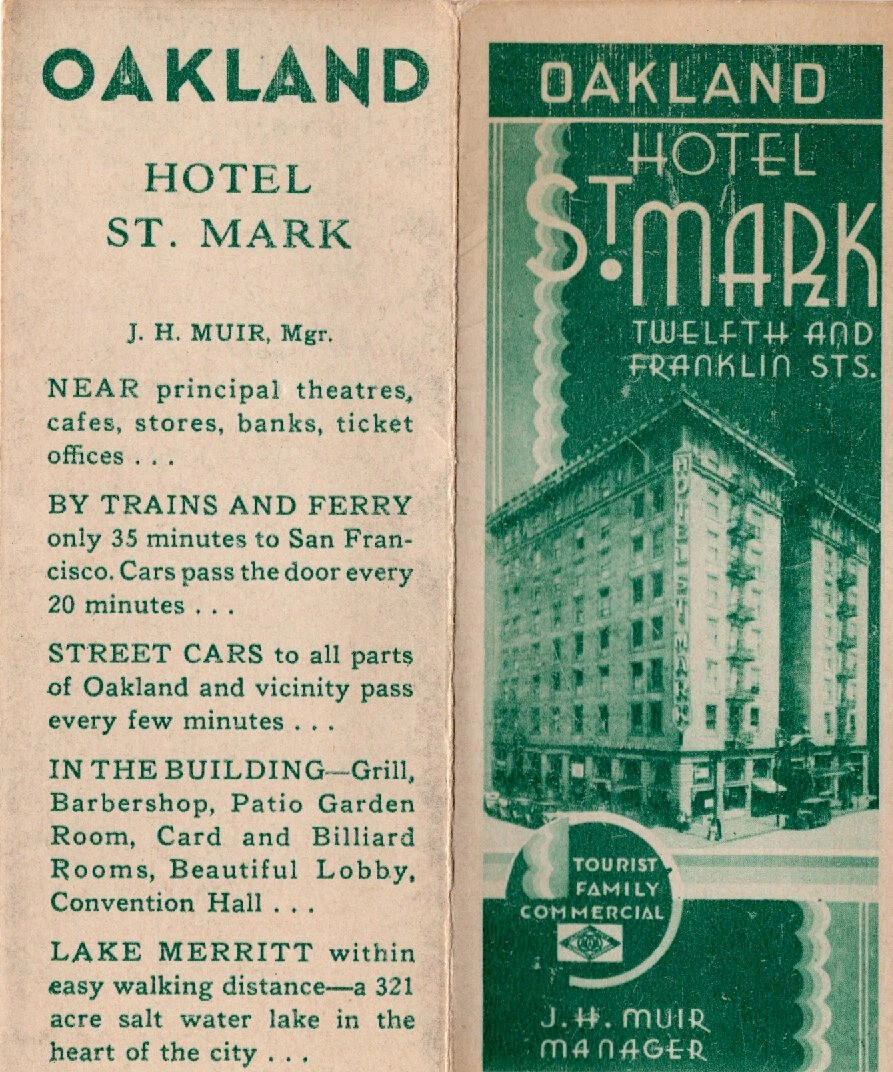 OAKLAND
HOTEL
ST. MARK
J. H. MUIR, Mgr.
NEAR principal theatres,
cafes, stores, banks, ticket
offices . . .
BY TRAINS AND FERRY
only 35 minutes to San Fran-
cisco. Cars pass the door every
20 minutes . . .
STREET CARS to all parts
of Oakland and vicinity pass
every few minutes . . .
IN THE BUILDING—Grill,
Barbershop, Patio Garden
Room, Card and Billiard
Rooms, Beautiful Lobby,
Convention Hall . . .
LAKE MERRITT within
easy walking distance—a 321
acre salt water lake in the
heart of the city . . .
OAKLAND
HOTEL
ST. MARK
TWELFTH AND
FRANKLIN STS.
HOTEL ST. MARK
TOURIST
FAMILY
COMMERCIAL
J. H. MUIR
MANAGER